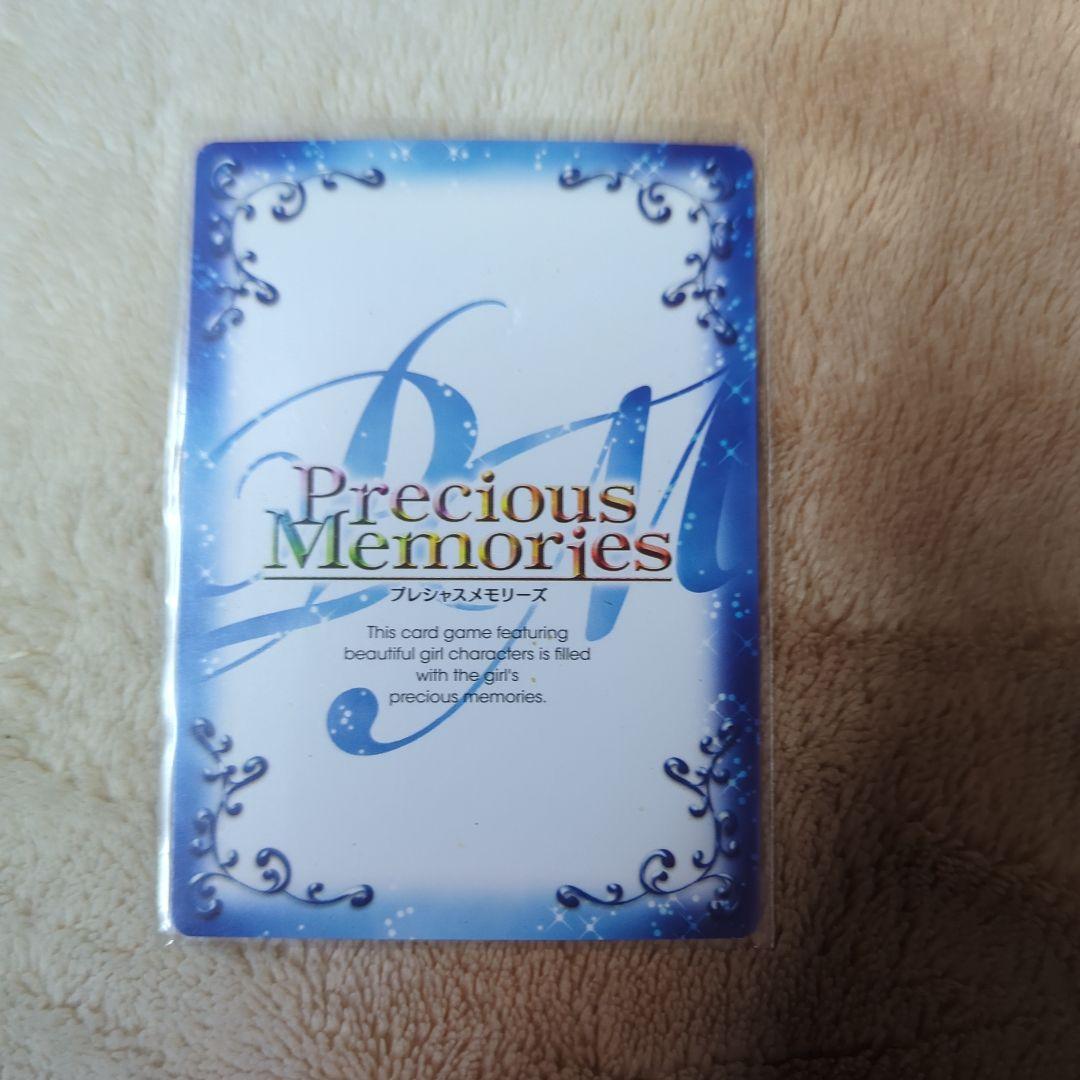 PM
Precious
Memories
プレシャスメモリーズ
This card game featuring
beautiful girl characters is filled
with the girl's
precious memories.